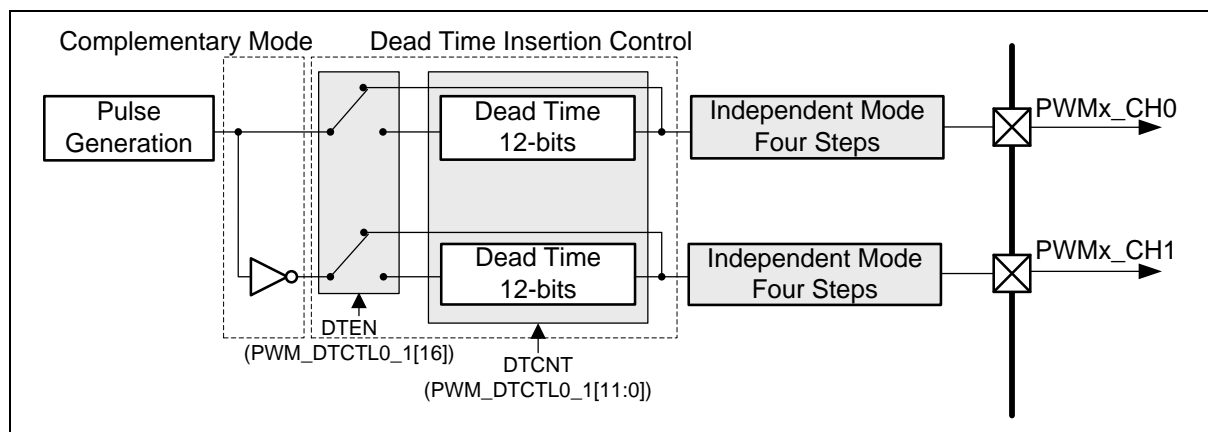 Complementary Mode
Dead Time Insertion Control
Pulse
Generation
Dead Time
12-bits
Independent Mode
Four Steps
PWMx_CH0
Dead Time
12-bits
Independent Mode
Four Steps
PWMx_CH1
DTEN
(PWM_DTCTL0_1[16])
DTCNT
(PWM_DTCTL0_1[11:0])